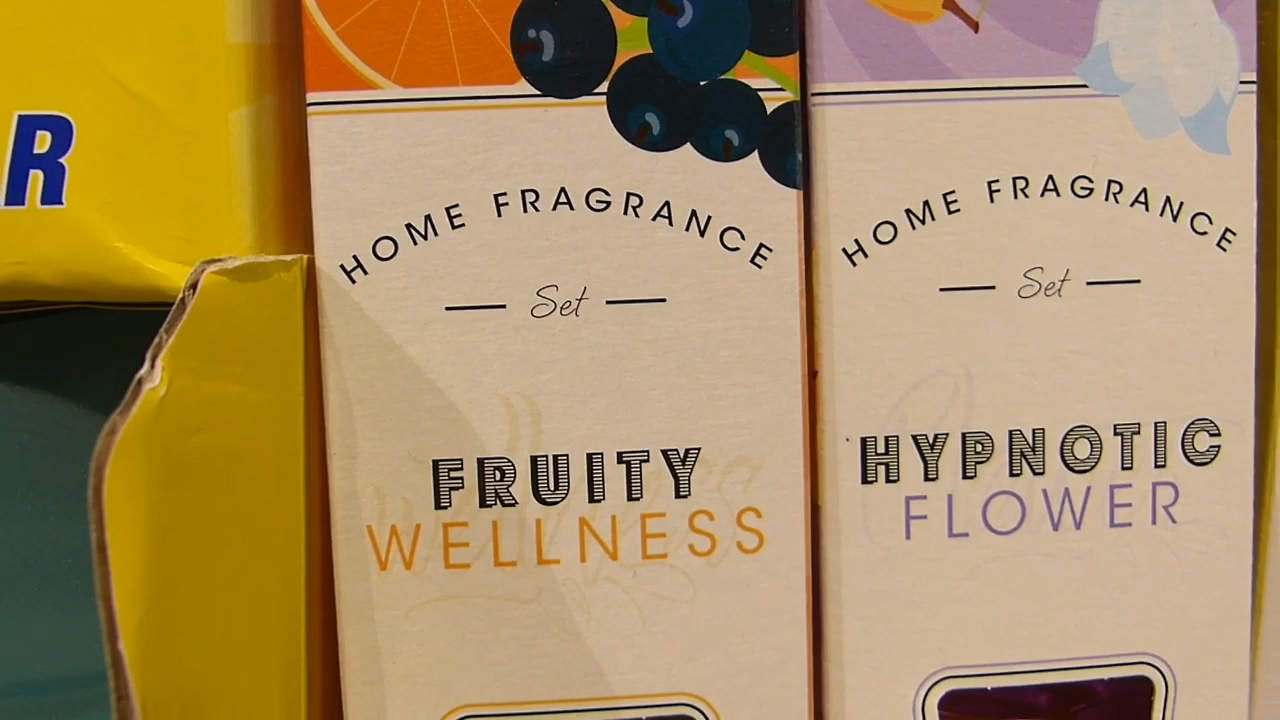 R
HOME FRAGRANCE
Set
FRUITY
WELLNESS
HOME FRAGRANCE
Set
HYPNOTIC
FLOWER